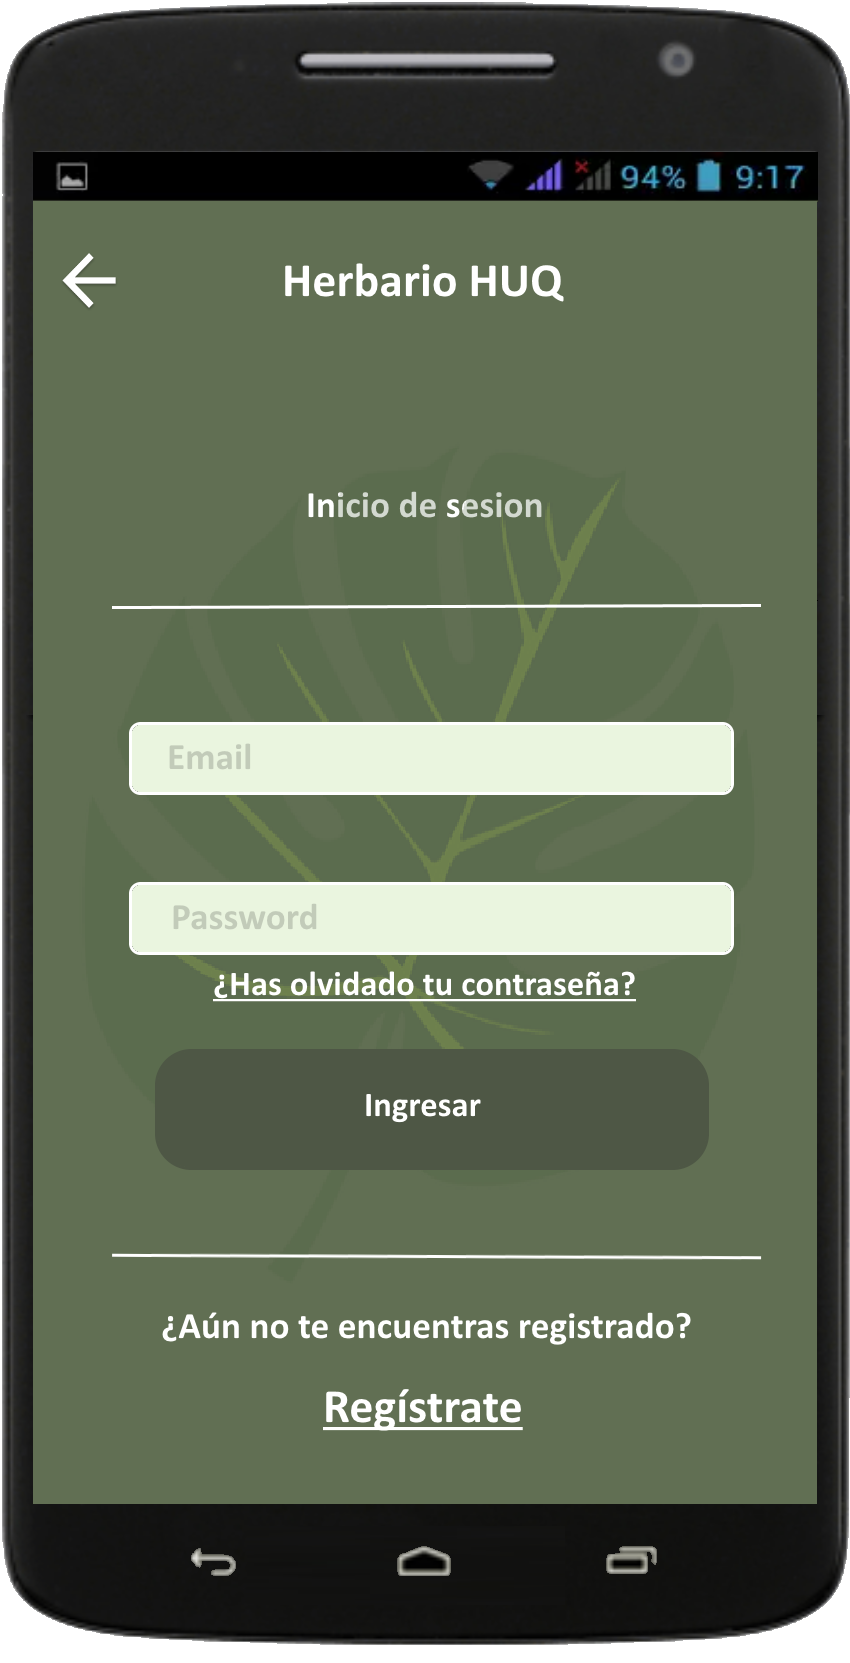 94% 9:17
Herbario HUQ
Inicio de sesion
Email
Password
¿Has olvidado tu contraseña?
Ingresar
¿Aún no te encuentras registrado?
Regístrate